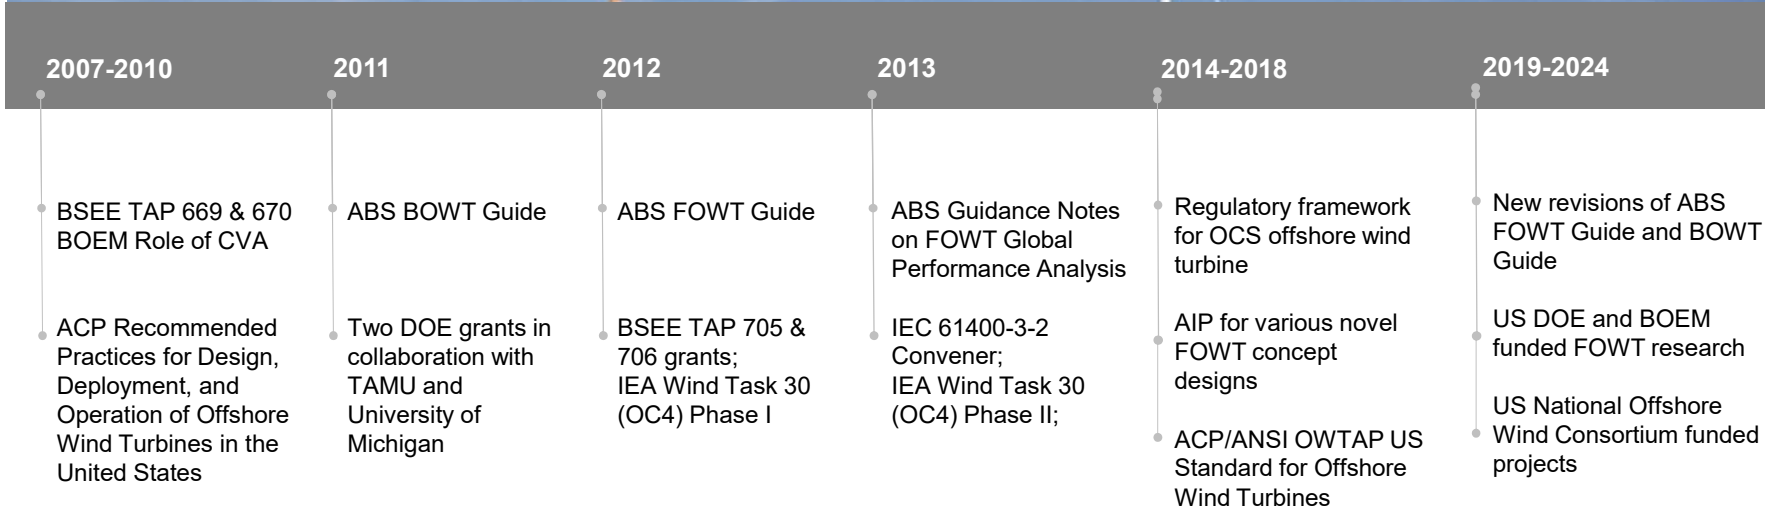 2007-2010
2011
2012
2013
2014-2018
2019-2024
BSEE TAP 669 & 670
BOEM Role of CVA
ACP Recommended
Practices for Design,
Deployment, and
Operation of Offshore
Wind Turbines in the
United States
ABS BOWT Guide
Two DOE grants in
collaboration with
TAMU and
University of
Michigan
ABS FOWT Guide
BSEE TAP 705 &
706 grants;
IEA Wind Task 30
(OC4) Phase I
ABS Guidance Notes
on FOWT Global
Performance Analysis
IEC 61400-3-2
Convener;
IEA Wind Task 30
(OC4) Phase II;
Regulatory framework
for OCS offshore wind
turbine
AIP for various novel
FOWT concept
designs
ACP/ANSI OWTAP US
Standard for Offshore
Wind Turbines
New revisions of ABS
FOWT Guide and BOWT
Guide
US DOE and BOEM
funded FOWT research
US National Offshore
Wind Consortium funded
projects